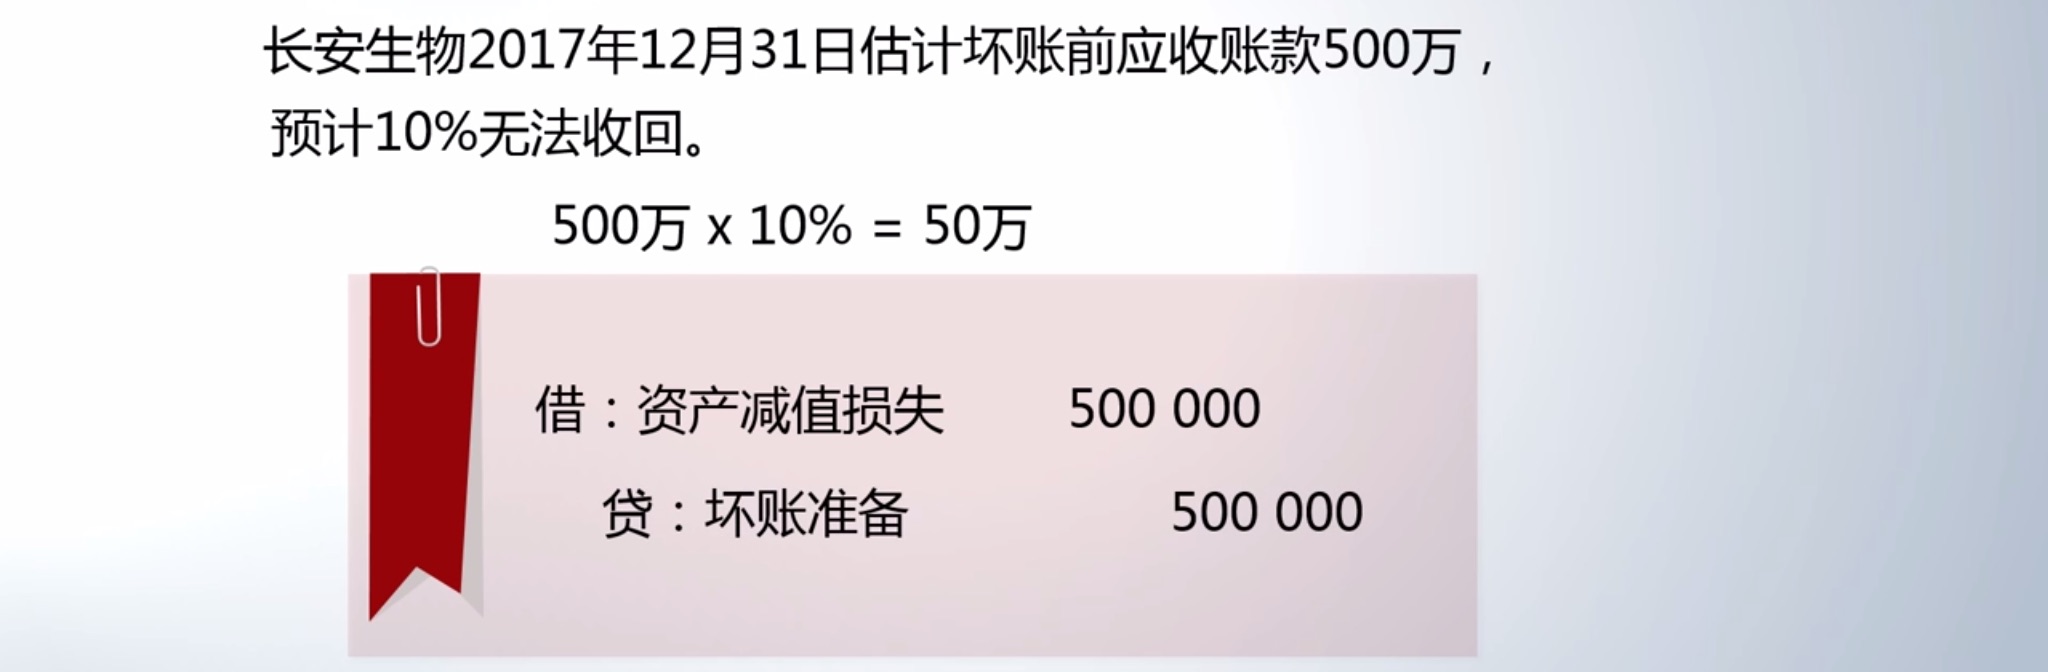 长安生物2017年12月31日估计坏账前应收账款500万，
预计10%无法收回。
500万 x 10% = 50万
借：资产减值损失 500 000
贷：坏账准备 500 000